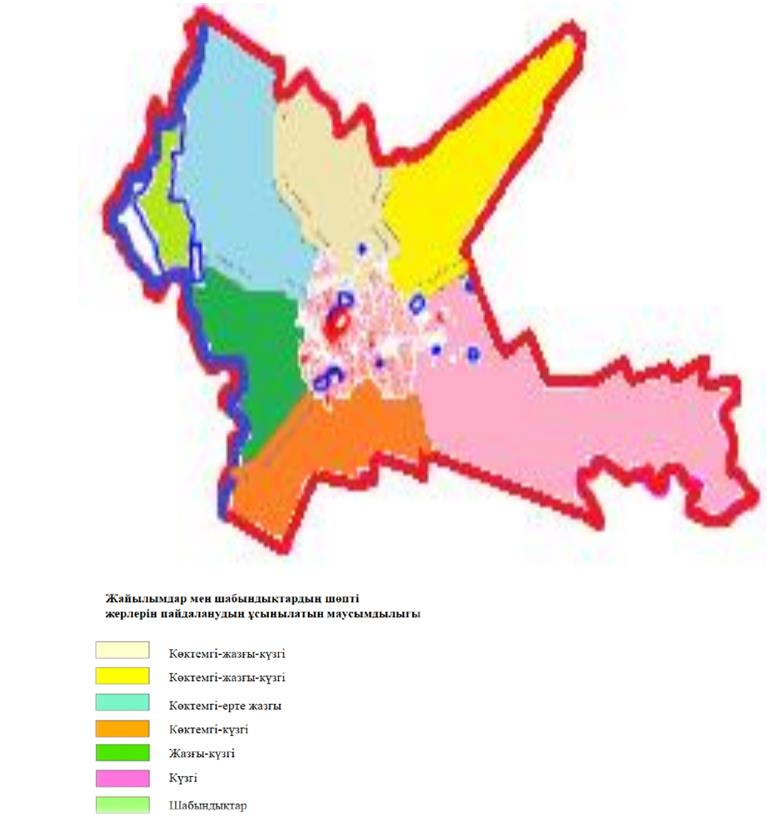 Жайылымдар мен шабындықтардың шөпті
жерлерін пайдаланудың ұсынылатын маусымдылығы
Көктемгі-жазғы-күзгі
Көктемгі-жазғы-күзгі
Көктемгі-ерте жазғы
Көктемгі-күзгі
Жазғы-күзгі
Күзгі
Шабындықтар